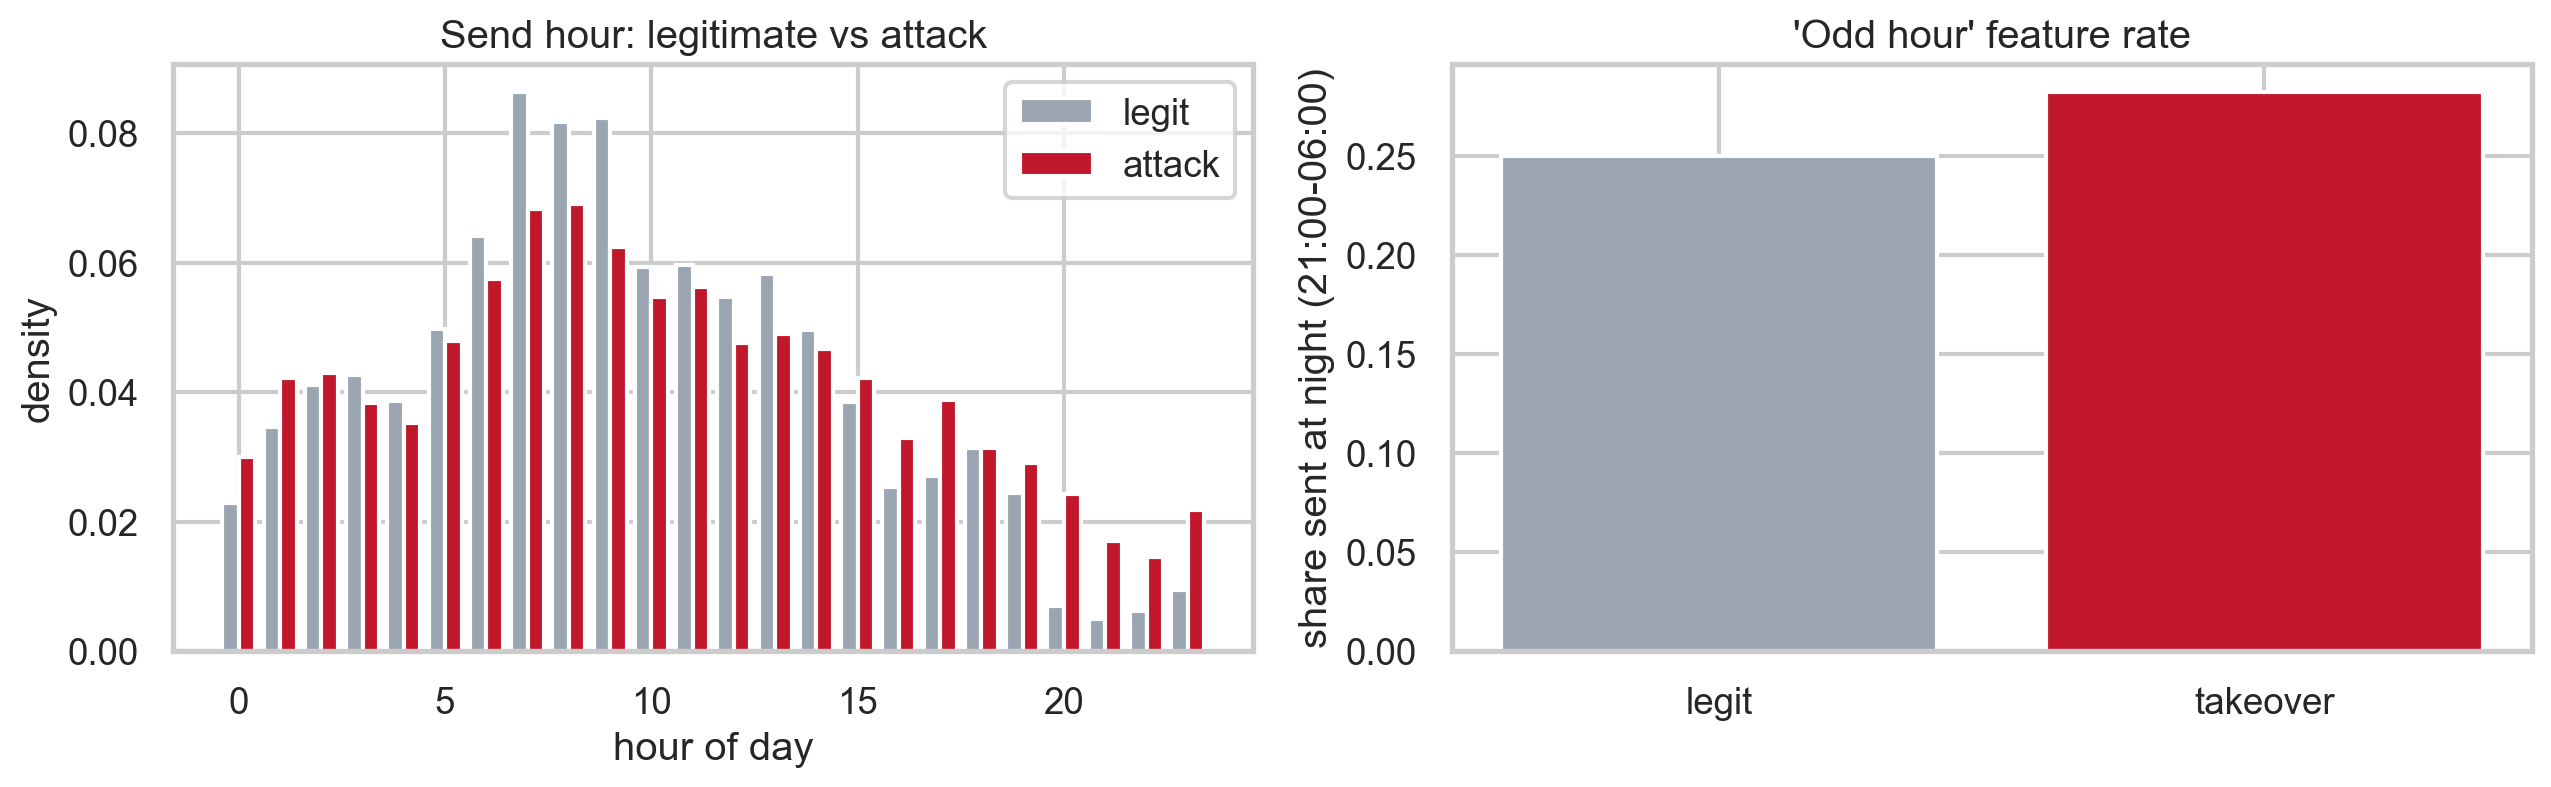 Send hour: legitimate vs attack
density
0.08
0.06
0.04
0.02
0.00
legit
attack
0 5 10 15 20
hour of day
'Odd hour' feature rate
share sent at night (21:00-06:00)
0.25
0.20
0.15
0.10
0.05
0.00
legit takeover